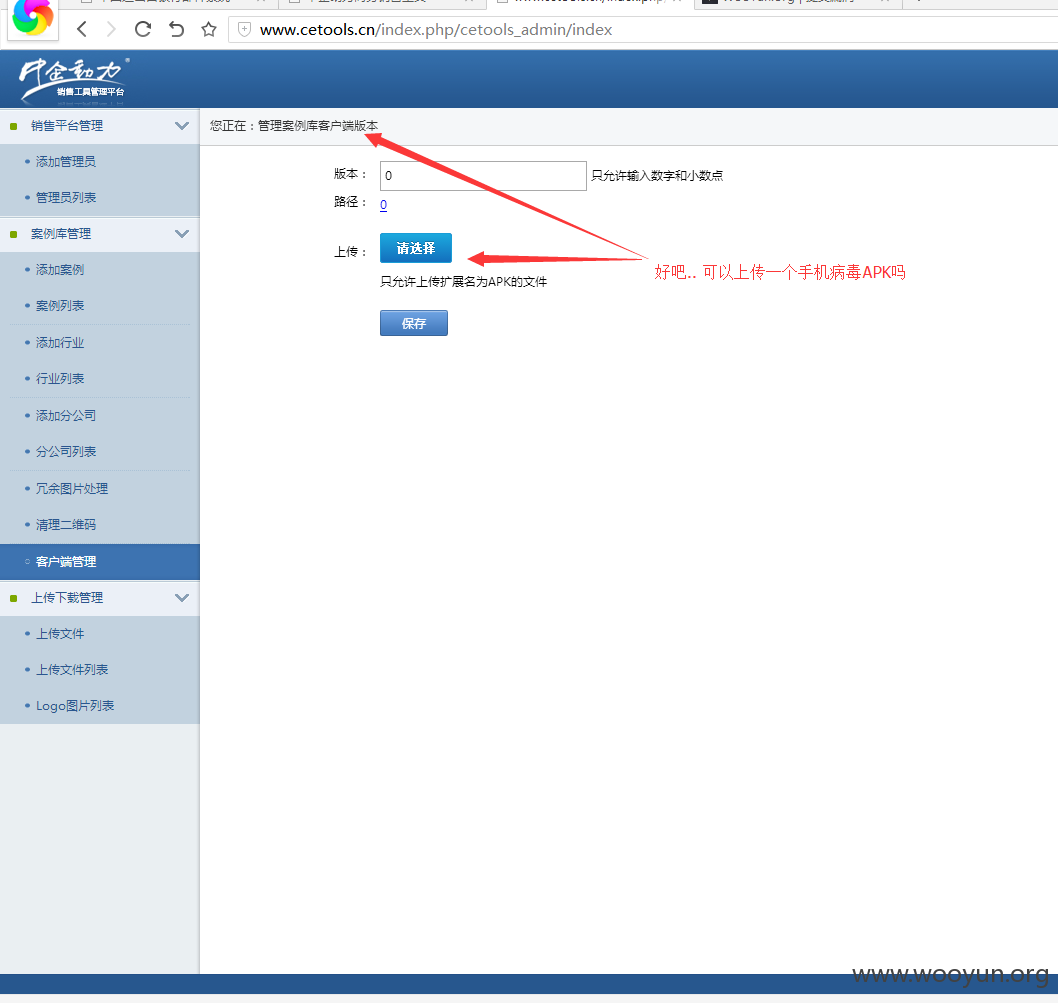 www.cetools.cn/index.php/cetools_admin/index
中企动力
销售工具管理平台
销售平台管理
添加管理员
管理员列表
案例库管理
添加案例
案例列表
添加行业
行业列表
添加分公司
分公司列表
冗余图片处理
清理二维码
客户端管理
上传下载管理
上传文件
上传文件列表
Logo图片列表
您正在：管理案例库客户端版本
版本： 0 只允许输入数字和小数点
路径： 0
上传： 请选择
只允许上传扩展名为APK的文件
保存
好吧.. 可以上传一个手机病毒APK吗
www.wooyun.org